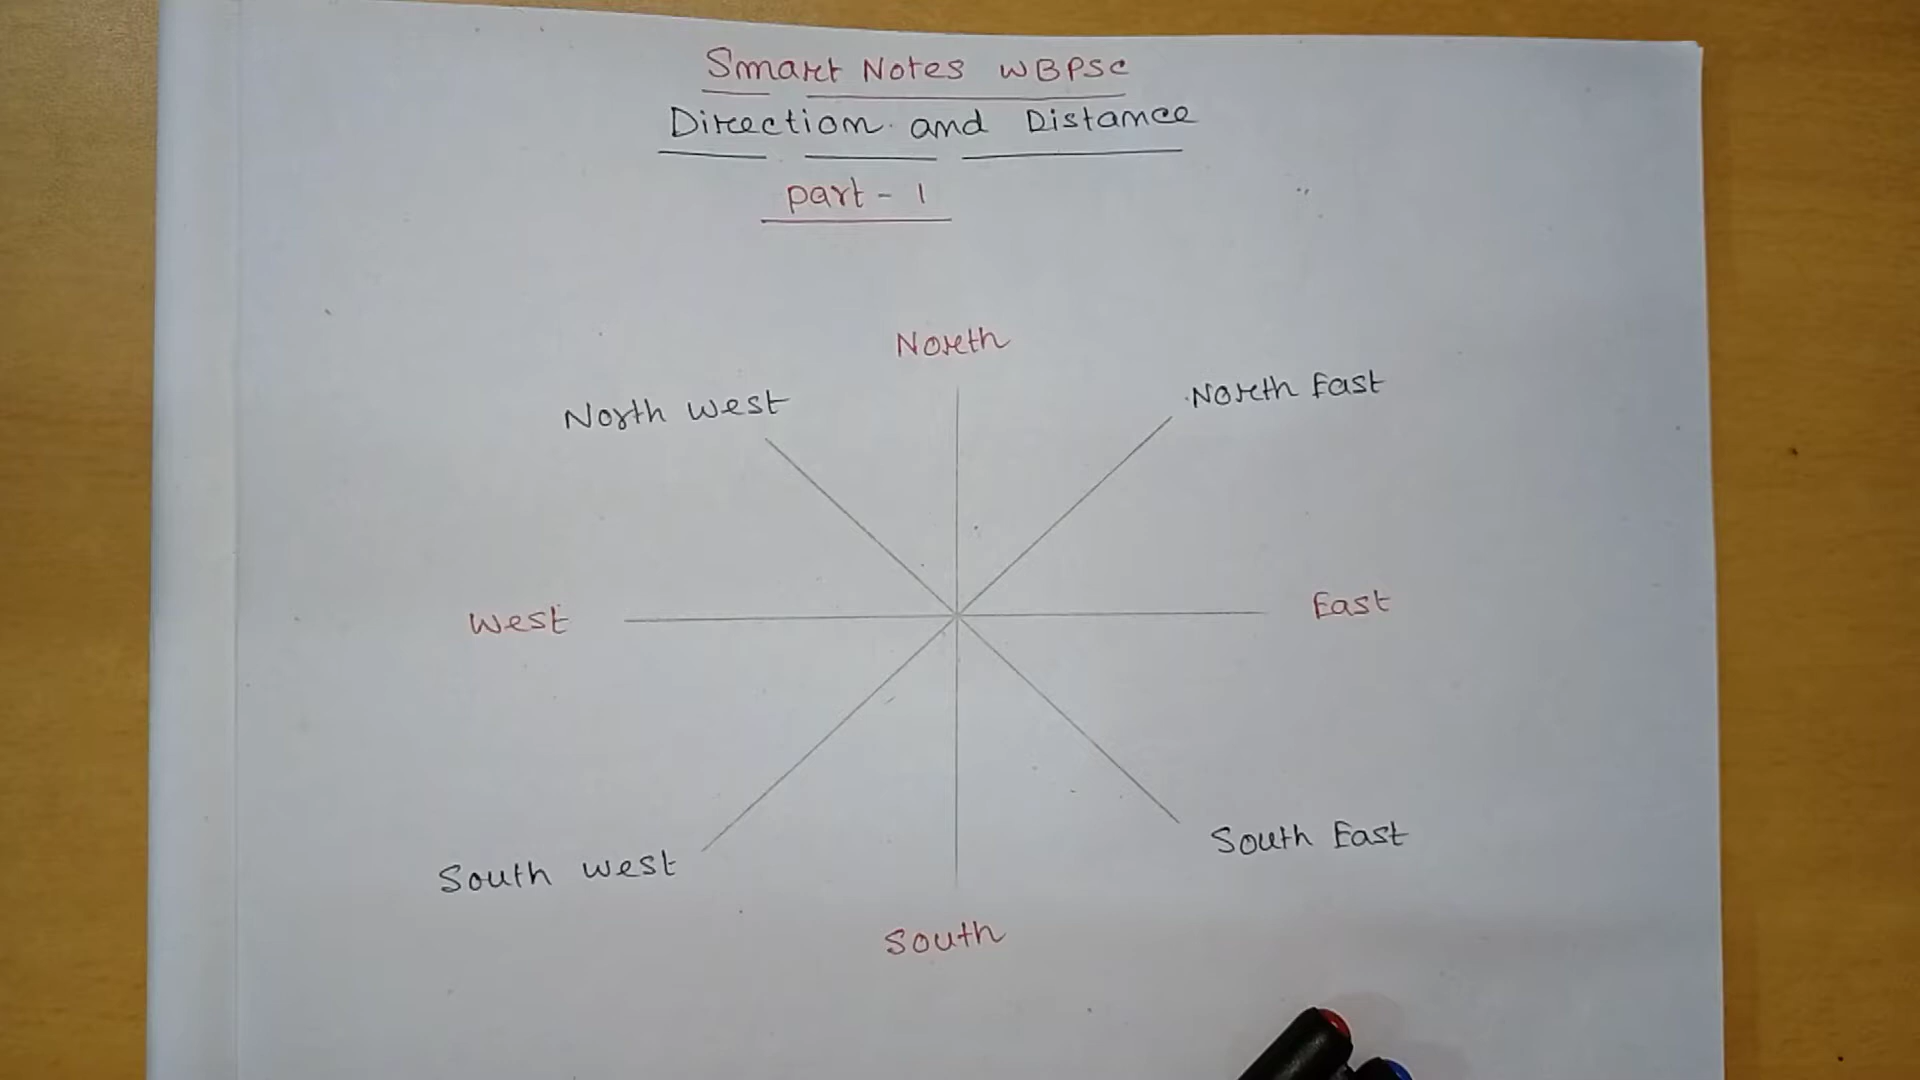 Smart Notes WBPSC
Direction and Distance
part - 1
North
North West
North East
West
East
South West
South East
South